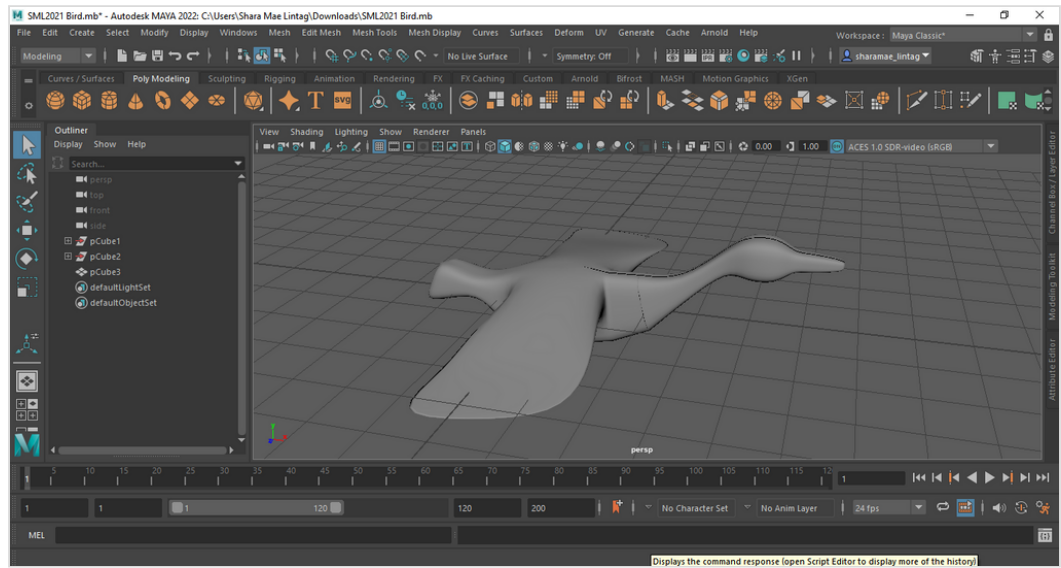 SML2021 Bird.mb* - Autodesk MAYA 2022: C:\Users\Shara Mae Lintag\Downloads\SML2021 Bird.mb
File Edit Create Select Modify Display Windows Mesh Edit Mesh Mesh Tools Mesh Display Curves Surfaces Deform UV Generate Cache Arnold Help Workspace: Maya Classic*
Modeling No Live Surface Symmetry: Off sharamae_lintag
Curves / Surfaces Poly Modeling Sculpting Rigging Animation Rendering FX FX Caching Custom Arnold Bifrost MASH Motion Graphics XGen
T SVG 0,0,0
Outliner
Display Show Help
Search...
persp
top
front
side
pCube1
pCube2
pCube3
defaultLightSet
defaultObjectSet
View Shading Lighting Show Renderer Panels
0.00 1.00 ACES 1.0 SDR-video (sRGB)
persp
Channel Box / Layer Editor
Modeling Toolkit
Attribute Editor
1 5 10 15 20 25 30 35 40 45 50 55 60 65 70 75 80 85 90 95 100 105 110 115 12 1
1 1 1 120 120 200 No Character Set No Anim Layer 24 fps
MEL
Displays the command response (open Script Editor to display more of the history)